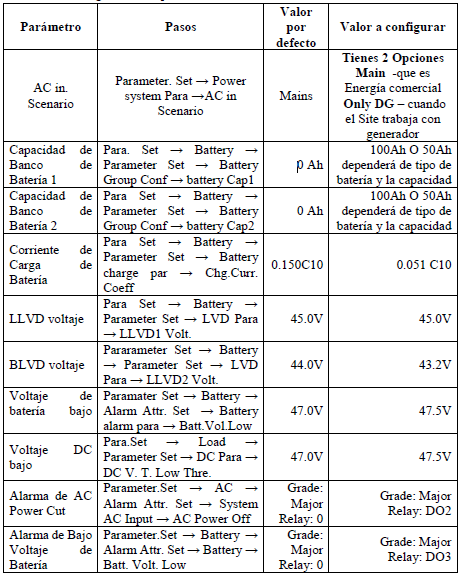 Parámetro
Pasos
Valor
por
defecto
Valor a configurar
AC in.
Scenario
Parameter. Set → Power
system Para →AC in
Scenario
Mains
Tienes 2 Opciones
Main -que es
Energía comercial
Only DG – cuando
el Site trabaja con
generador
Capacidad de
Banco de
Batería 1
Para. Set → Battery →
Parameter Set → Battery
Group Conf → battery Cap1
0 Ah
100Ah O 50Ah
dependerá de tipo de
batería y la capacidad
Capacidad de
Banco de
Batería 2
Para Set → Battery →
Parameter Set → Battery
Group Conf → battery Cap2
0 Ah
100Ah O 50Ah
dependerá de tipo de
batería y la capacidad
Corriente de
Carga de
Batería
Para Set → Battery →
Parameter Set → Battery
charge par → Chg.Curr.
Coeff
0.150C10
0.051 C10
LLVD voltaje
Para Set → Battery →
Parameter Set → LVD Para
→ LLVD1 Volt.
45.0V
45.0V
BLVD voltaje
Pararameter Set → Battery
→ Parameter Set → LVD
Para → LLVD2 Volt.
44.0V
43.2V
Voltaje de
batería bajo
Paramater Set → Battery →
Alarm Attr. Set → Battery
alarm para → Batt.Vol.Low
47.0V
47.5V
Voltaje DC
bajo
Para.Set → Load →
Parameter Set → DC Para →
DC V. T. Low Thre.
47.0V
47.5V
Alarma de AC
Power Cut
Parameter.Set → AC →
Alarm Attr. Set → System
AC Input → AC Power Off
Grade:
Major
Relay: 0
Grade: Major
Relay: DO2
Alarma de Bajo
Voltaje de
Batería
Parameter.Set → Battery →
Alarm Attr. Set → Battery →
Batt. Volt. Low
Grade:
Major
Relay: 0
Grade: Major
Relay: DO3